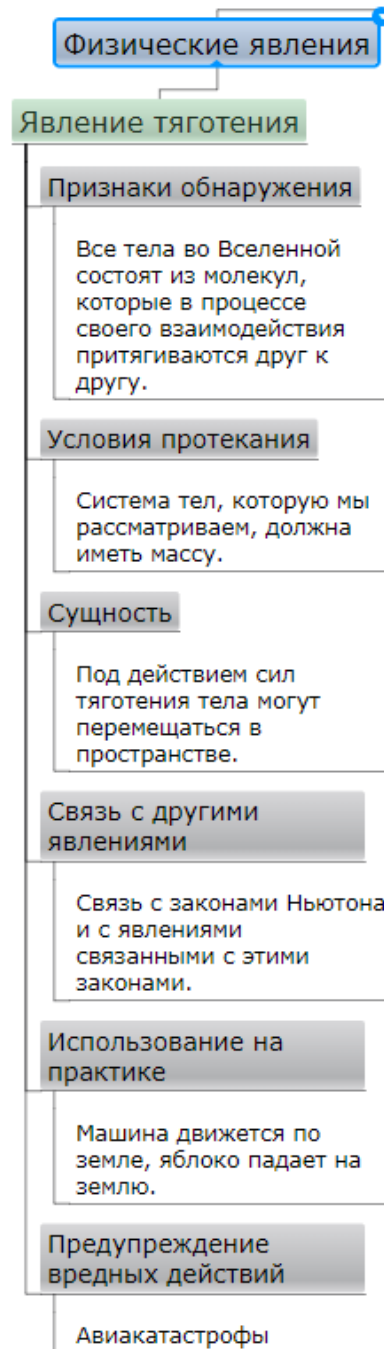 Физические явления
Явление тяготения
Признаки обнаружения
Все тела во Вселенной
состоят из молекул,
которые в процессе
своего взаимодействия
притягиваются друг к
другу.
Условия протекания
Система тел, которую мы
рассматриваем, должна
иметь массу.
Сущность
Под действием сил
тяготения тела могут
перемещаться в
пространстве.
Связь с другими
явлениями
Связь с законами Ньютона
и с явлениями
связанными с этими
законами.
Использование на
практике
Машина движется по
земле, яблоко падает на
землю.
Предупреждение
вредных действий
Авиакатастрофы